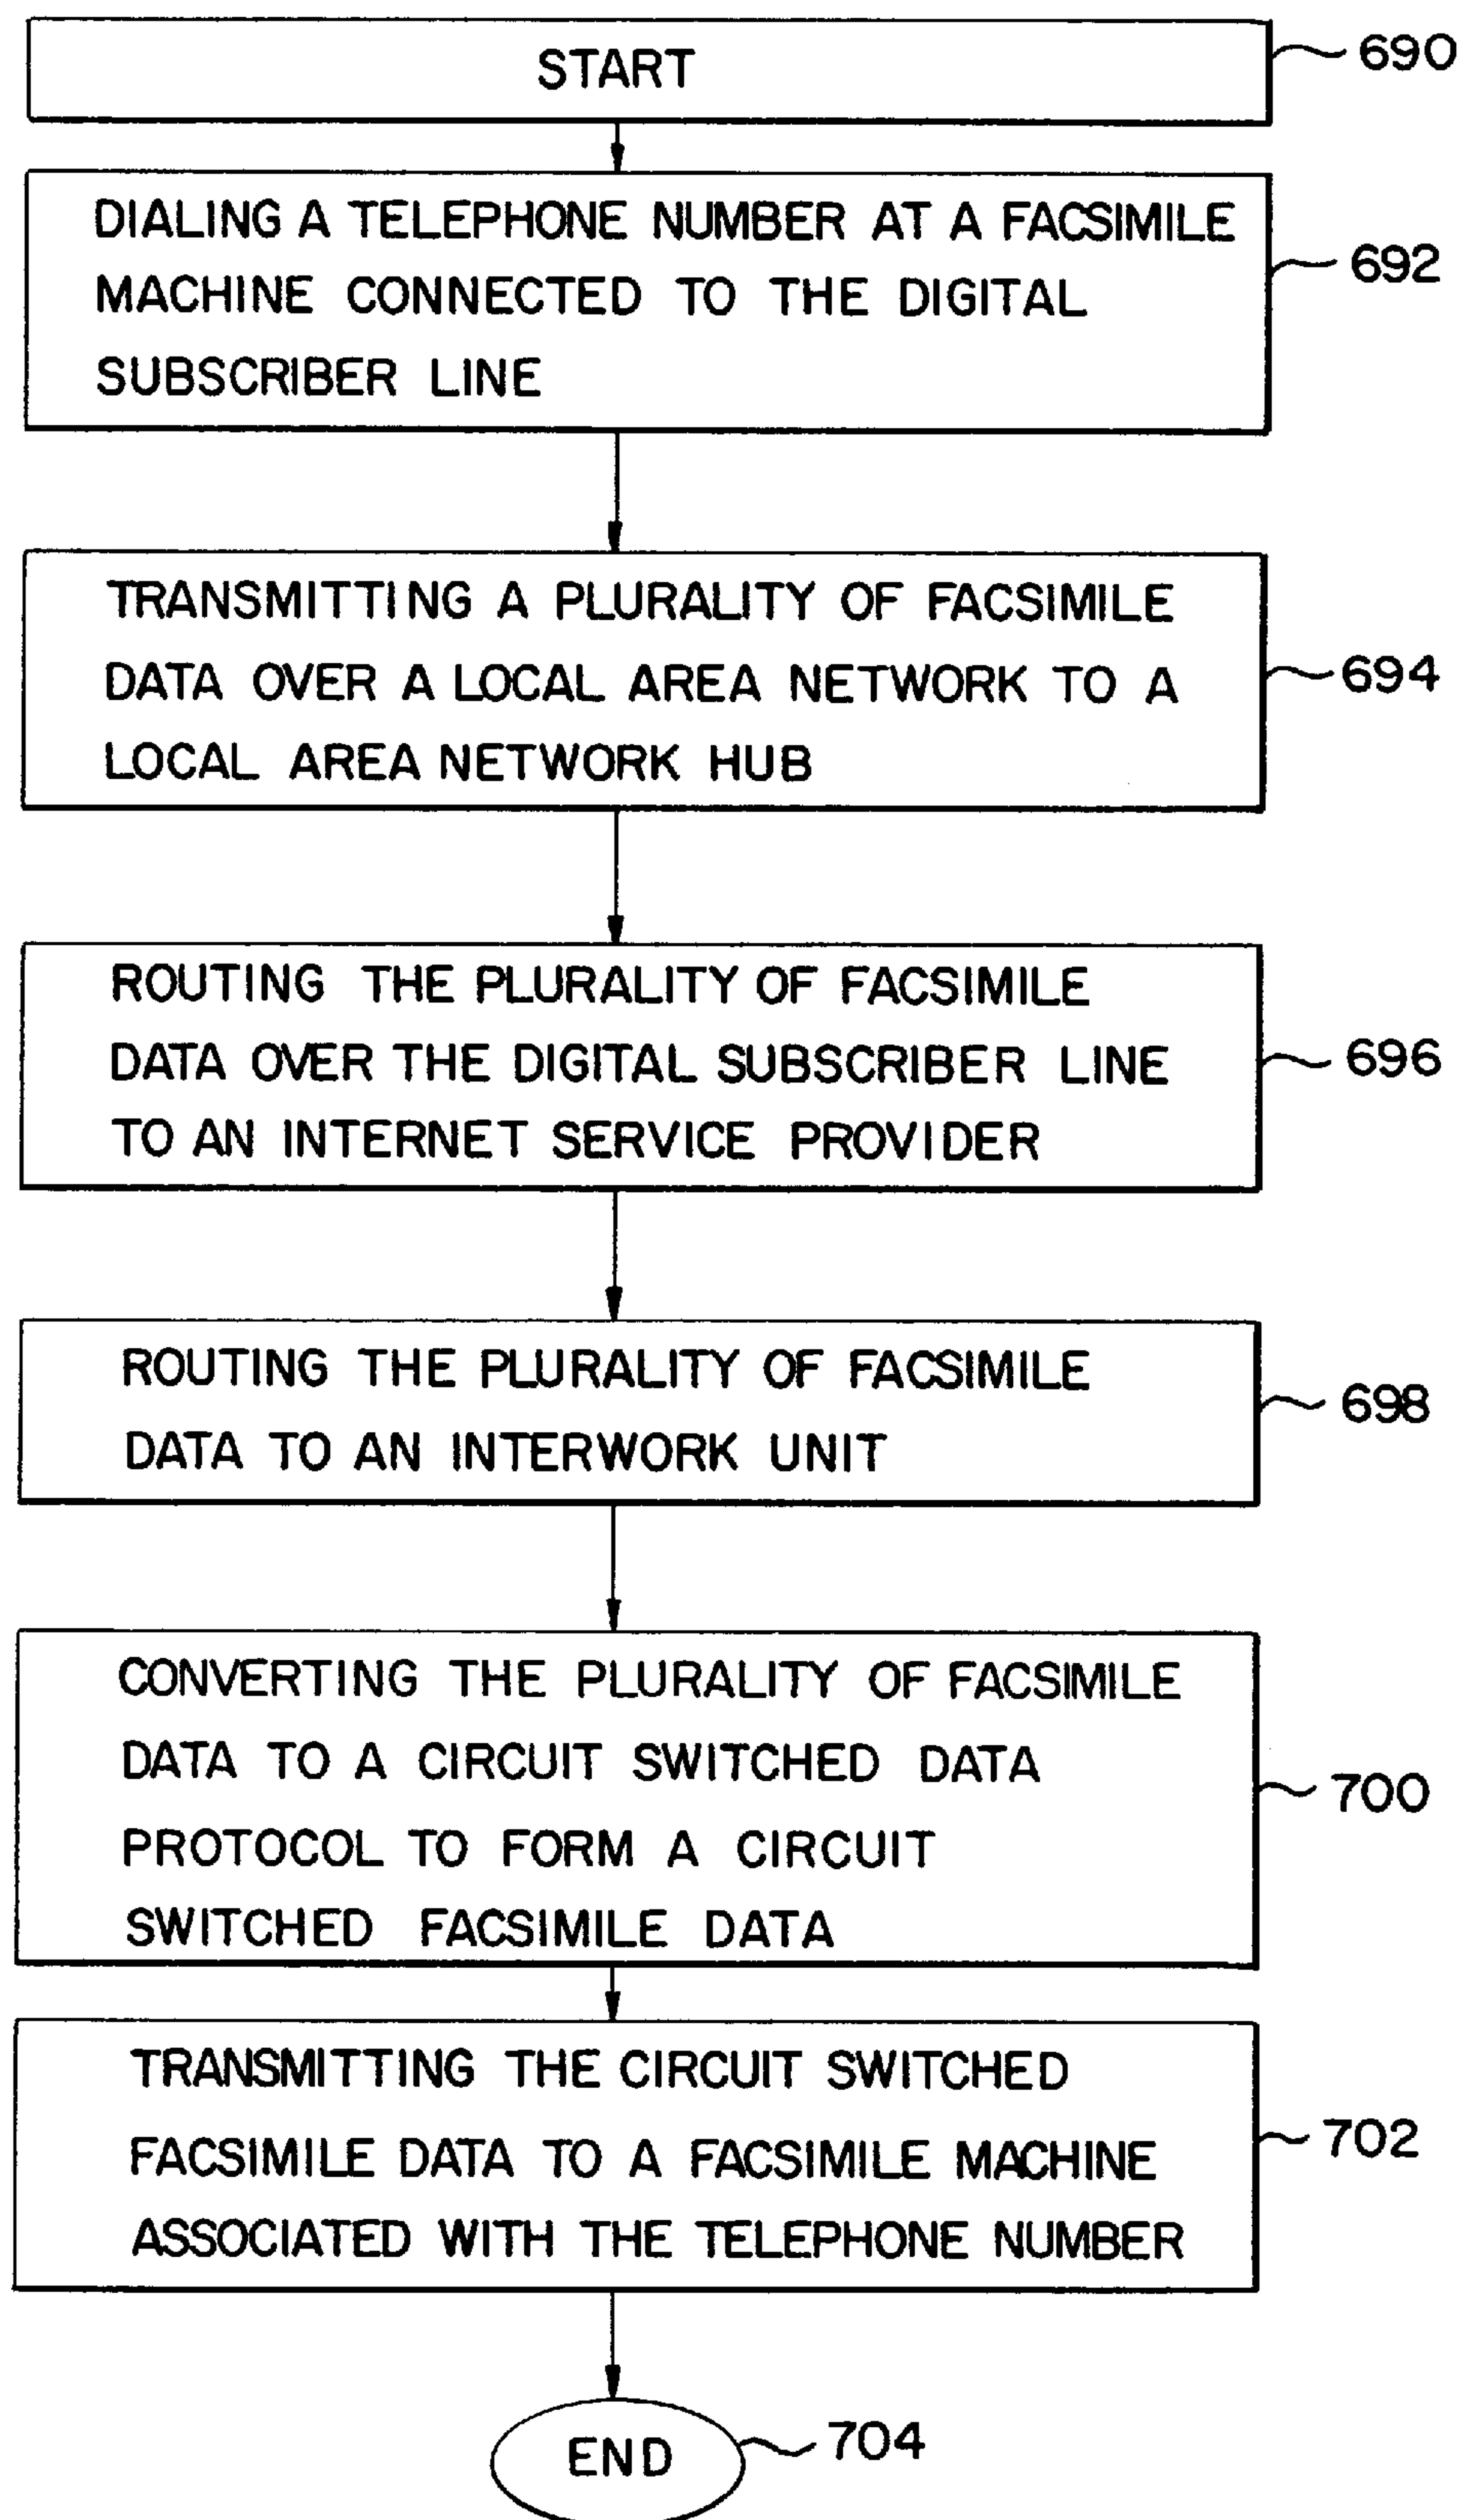 START
690
DIALING A TELEPHONE NUMBER AT A FACSIMILE
MACHINE CONNECTED TO THE DIGITAL
SUBSCRIBER LINE
692
TRANSMITTING A PLURALITY OF FACSIMILE
DATA OVER A LOCAL AREA NETWORK TO A
LOCAL AREA NETWORK HUB
694
ROUTING THE PLURALITY OF FACSIMILE
DATA OVER THE DIGITAL SUBSCRIBER LINE
TO AN INTERNET SERVICE PROVIDER
696
ROUTING THE PLURALITY OF FACSIMILE
DATA TO AN INTERWORK UNIT
698
CONVERTING THE PLURALITY OF FACSIMILE
DATA TO A CIRCUIT SWITCHED DATA
PROTOCOL TO FORM A CIRCUIT
SWITCHED FACSIMILE DATA
700
TRANSMITTING THE CIRCUIT SWITCHED
FACSIMILE DATA TO A FACSIMILE MACHINE
ASSOCIATED WITH THE TELEPHONE NUMBER
702
END
704